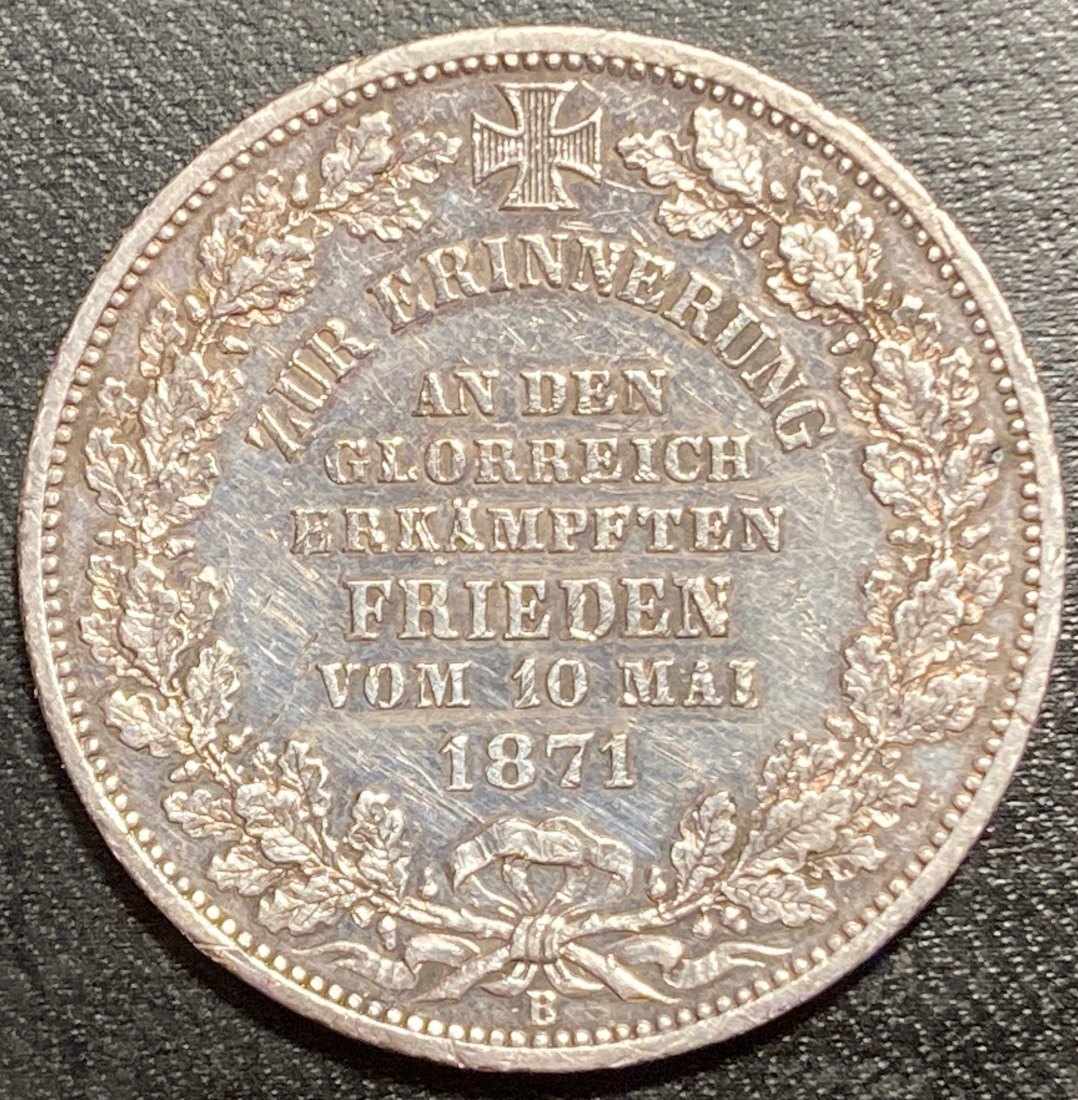 ZUR ERINNERUNG
AN DEN
GLORREICH
ERKÄMPFTEN
FRIEDEN
VOM 10 MAI
1871
B